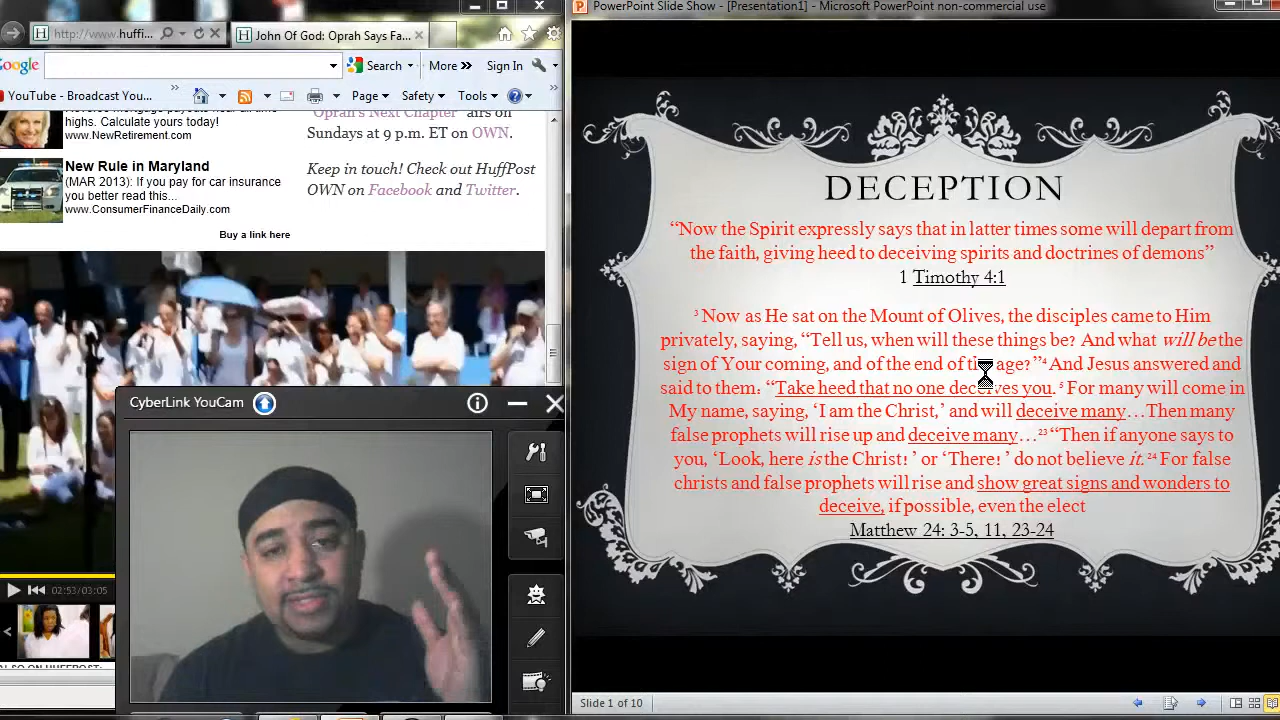 PowerPoint Slide Show - [Presentation1] - Microsoft PowerPoint non-commercial use
http://www.huffi...
John Of God: Oprah Says Fa...
Google
Search
More »
Sign In
YouTube - Broadcast You...
»
Page
Safety
Tools
»
highs. Calculate yours today!
www.NewRetirement.com
New Rule in Maryland
(MAR 2013): If you pay for car insurance
you better read this...
www.ConsumerFinanceDaily.com
"Oprah's Next Chapter" airs on
Sundays at 9 p.m. ET on OWN.
Keep in touch! Check out HuffPost
OWN on Facebook and Twitter.
Buy a link here
02:53/03:05
ALSO ON HUFFPOST:
CyberLink YouCam
DECEPTION
“Now the Spirit expressly says that in latter times some will depart from
the faith, giving heed to deceiving spirits and doctrines of demons”
1 Timothy 4:1
3 Now as He sat on the Mount of Olives, the disciples came to Him
privately, saying, “Tell us, when will these things be? And what will be the
sign of Your coming, and of the end of the age?” 4 And Jesus answered and
said to them: “Take heed that no one deceives you. 5 For many will come in
My name, saying, ‘I am the Christ,’ and will deceive many…Then many
false prophets will rise up and deceive many…23 “Then if anyone says to
you, ‘Look, here is the Christ!’ or ‘There!’ do not believe it. 24 For false
christs and false prophets will rise and show great signs and wonders to
deceive, if possible, even the elect
Matthew 24: 3-5, 11, 23-24
Slide 1 of 10